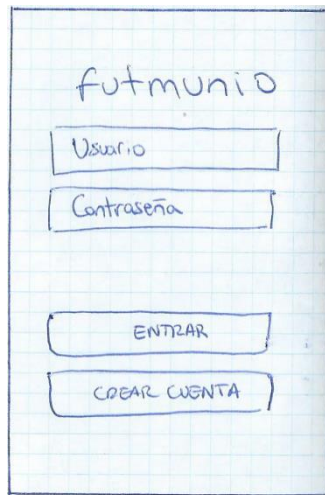 futmunio
Usuario
Contraseña
ENTRAR
CREAR CUENTA